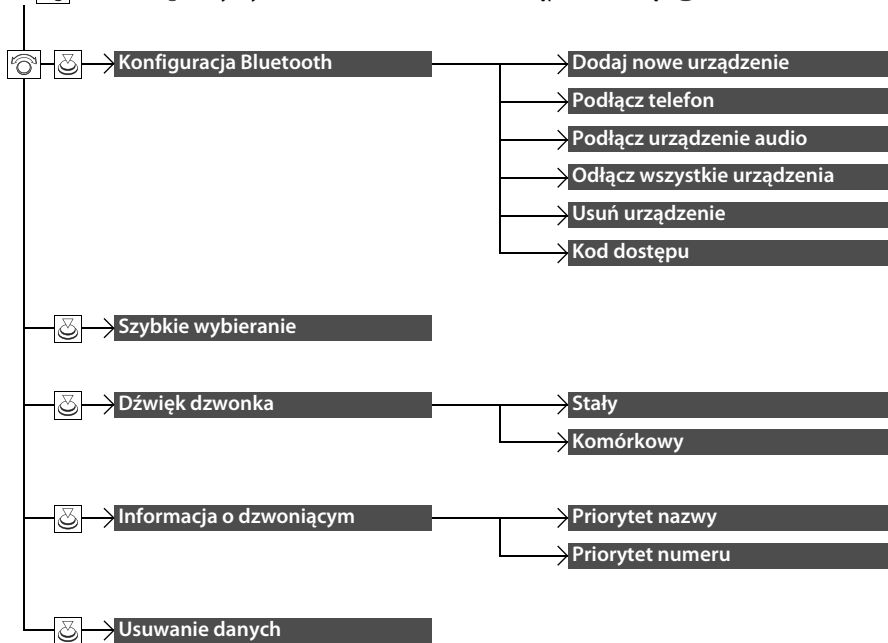 Konfiguracja Bluetooth
Dodaj nowe urządzenie
Podłącz telefon
Podłącz urządzenie audio
Odłącz wszystkie urządzenia
Usuń urządzenie
Kod dostępu
Szybkie wybieranie
Dźwięk dzwonka
Stały
Komórkowy
Informacja o dzwoniącym
Priorytet nazwy
Priorytet numeru
Usuwanie danych